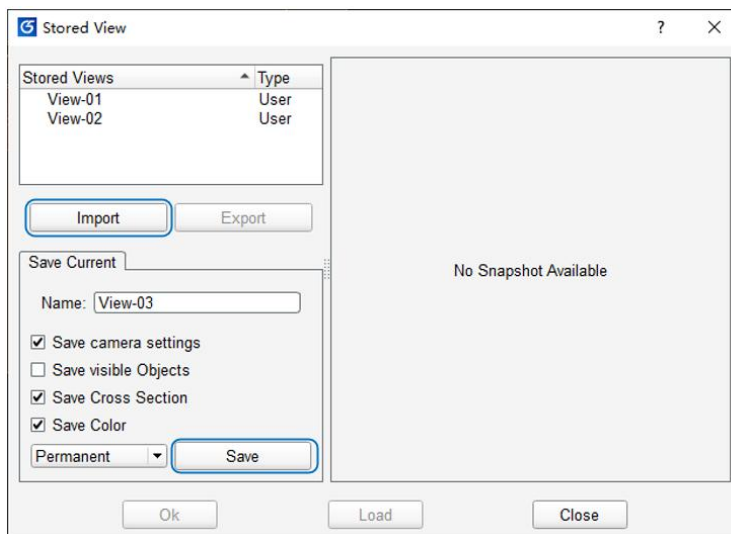 Stored View
?
Stored Views Type
View-01 User
View-02 User
Import Export
Save Current
Name: View-03
Save camera settings
Save visible Objects
Save Cross Section
Save Color
Permanent Save
No Snapshot Available
Ok Load Close